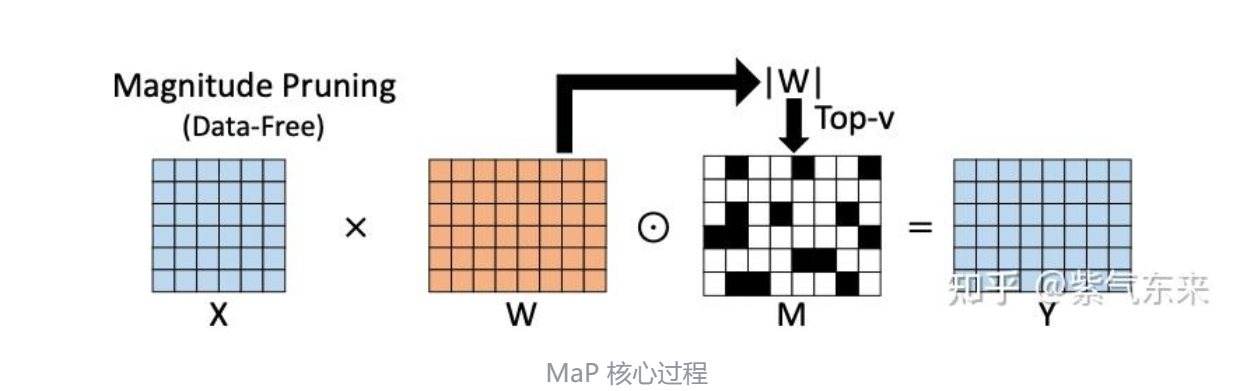 Magnitude Pruning
(Data-Free)
|W|
Top-v
×
⊙
=
X
W
M
Y
知乎 @紫气东来
MaP 核心过程